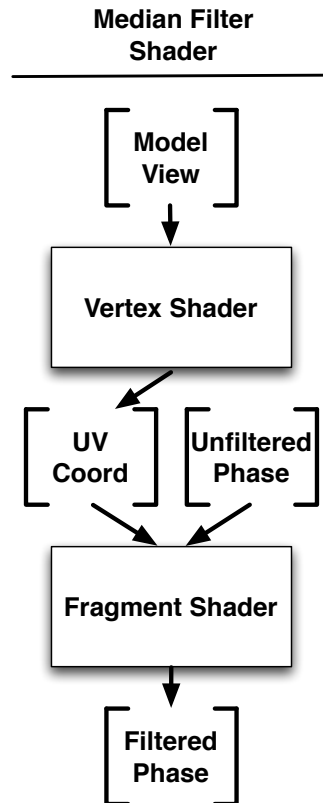 Median Filter
Shader
Model
View
Vertex Shader
UV
Coord
Unfiltered
Phase
Fragment Shader
Filtered
Phase